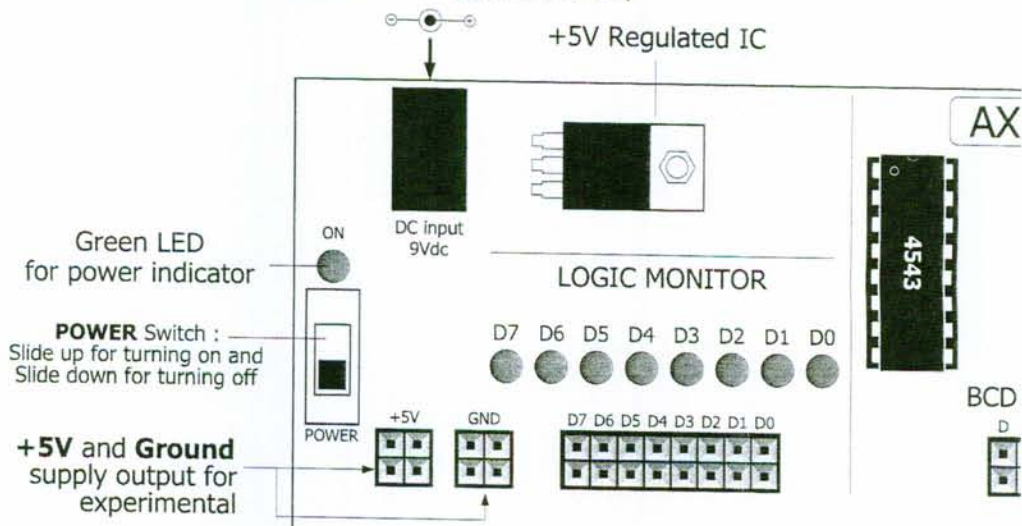 +5V Regulated IC
AX
DC input
9Vdc
ON
Green LED
for power indicator
4543
LOGIC MONITOR
POWER Switch :
Slide up for turning on and
Slide down for turning off
D7 D6 D5 D4 D3 D2 D1 D0
POWER
+5V
GND
D7 D6 D5 D4 D3 D2 D1 D0
BCD
D
+5V and Ground
supply output for
experimental